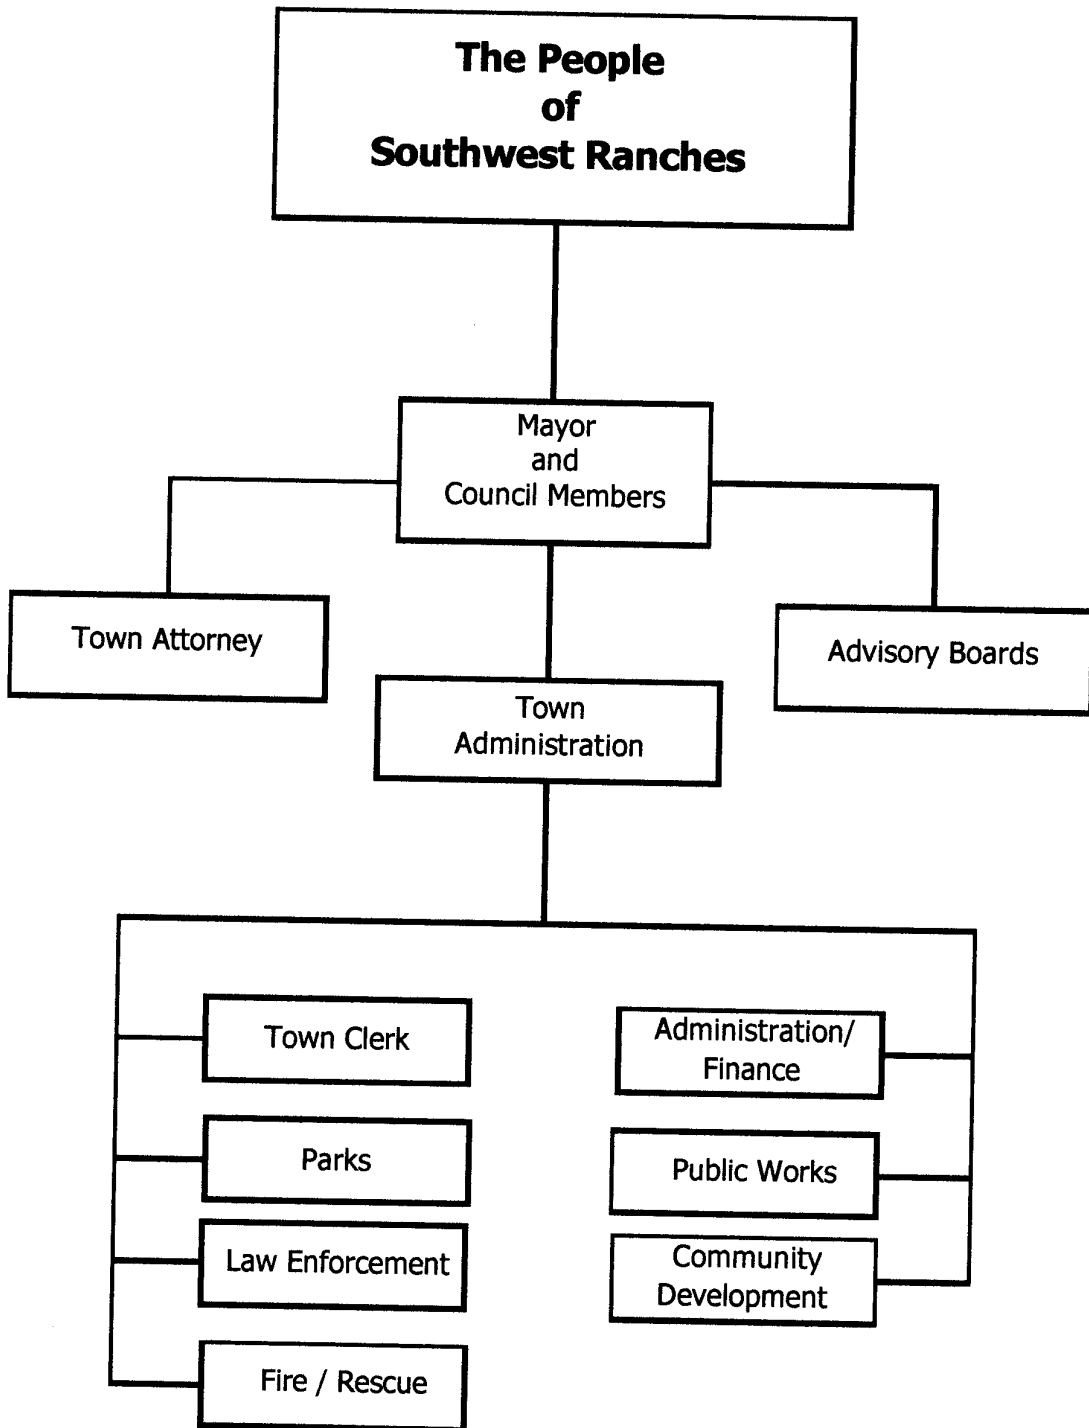 The People
of
Southwest Ranches
Mayor
and
Council Members
Town Attorney
Advisory Boards
Town
Administration
Town Clerk
Administration/
Finance
Parks
Public Works
Law Enforcement
Community
Development
Fire / Rescue